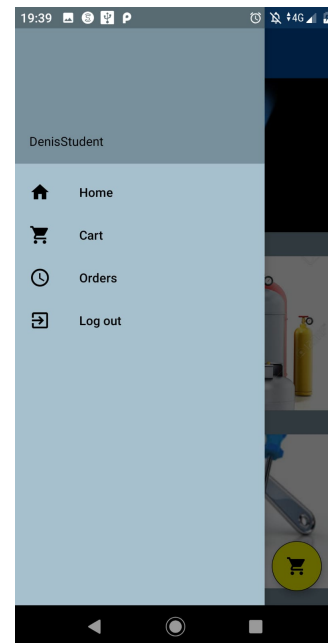 19:39 4G
DenisStudent
Home
Cart
Orders
Log out